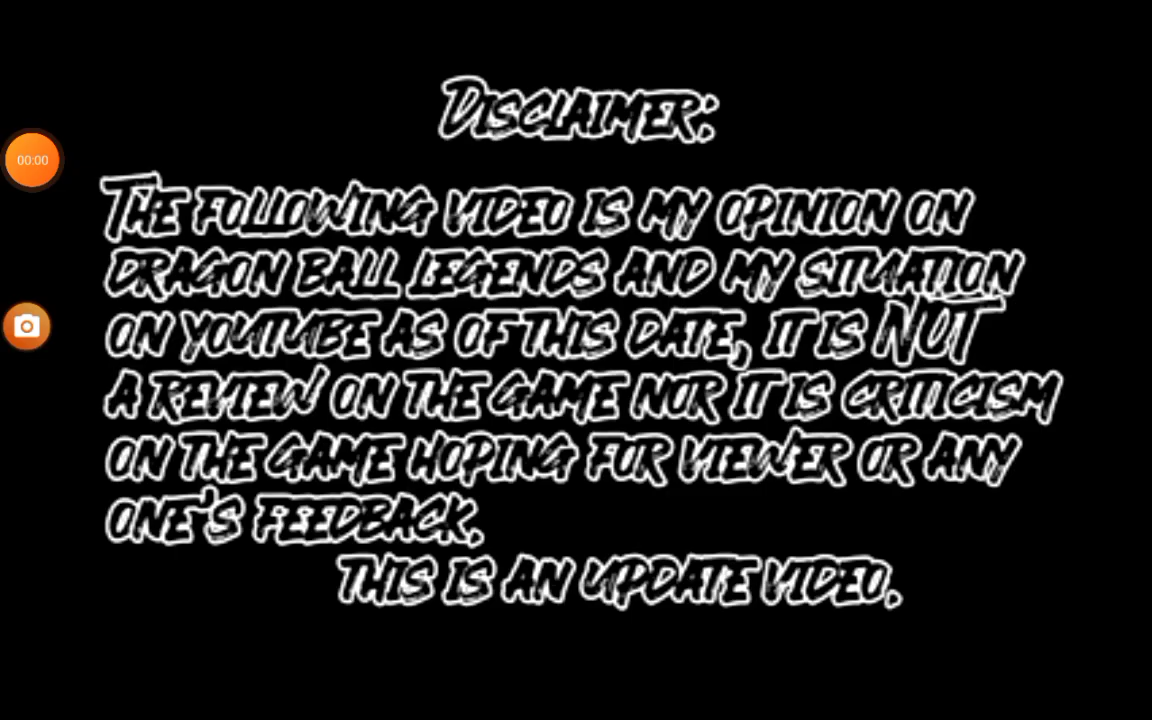 Disclaimer:
00:00
The following video is my opinion on
Dragon Ball Legends and my situation
on YouTube as of this date, it is NOT
a review on the game nor it is criticism
on the game hoping for viewer or any
one's feedback.
This is an update video.